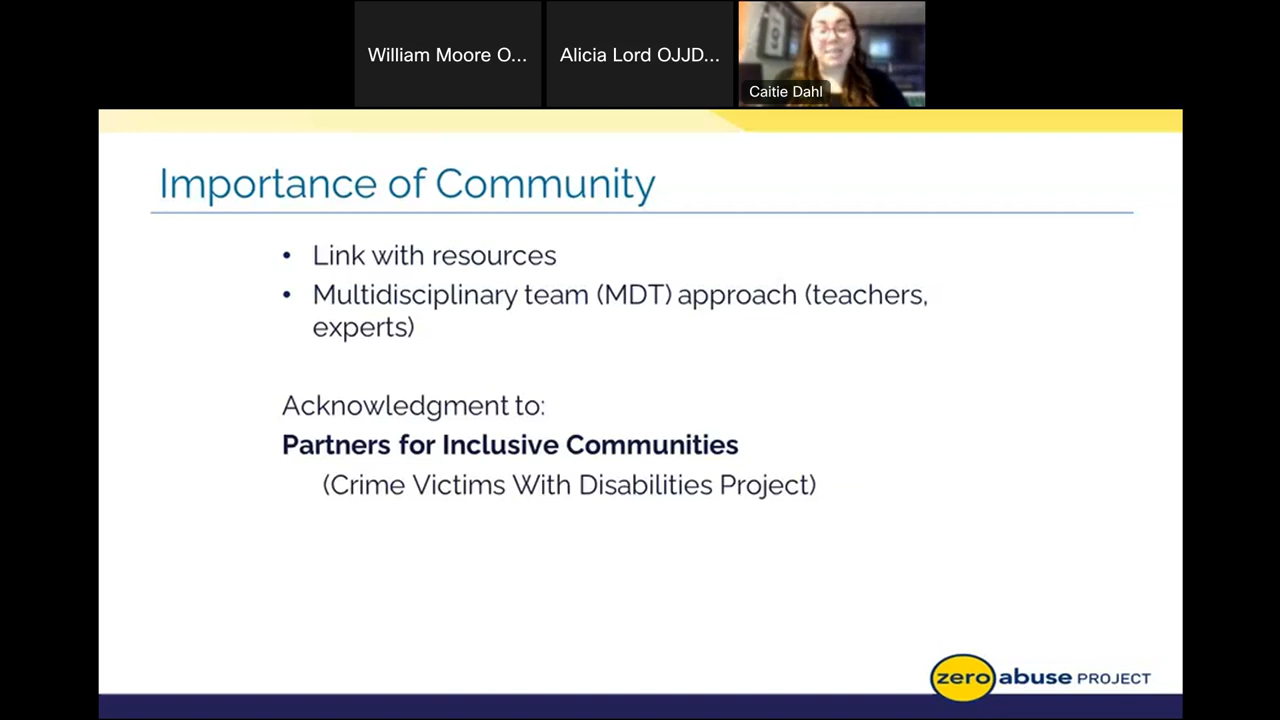 William Moore O...
Alicia Lord OJJD...
Caitie Dahl
Importance of Community
• Link with resources
• Multidisciplinary team (MDT) approach (teachers,
experts)
Acknowledgment to:
Partners for Inclusive Communities
(Crime Victims With Disabilities Project)
zero abuse PROJECT